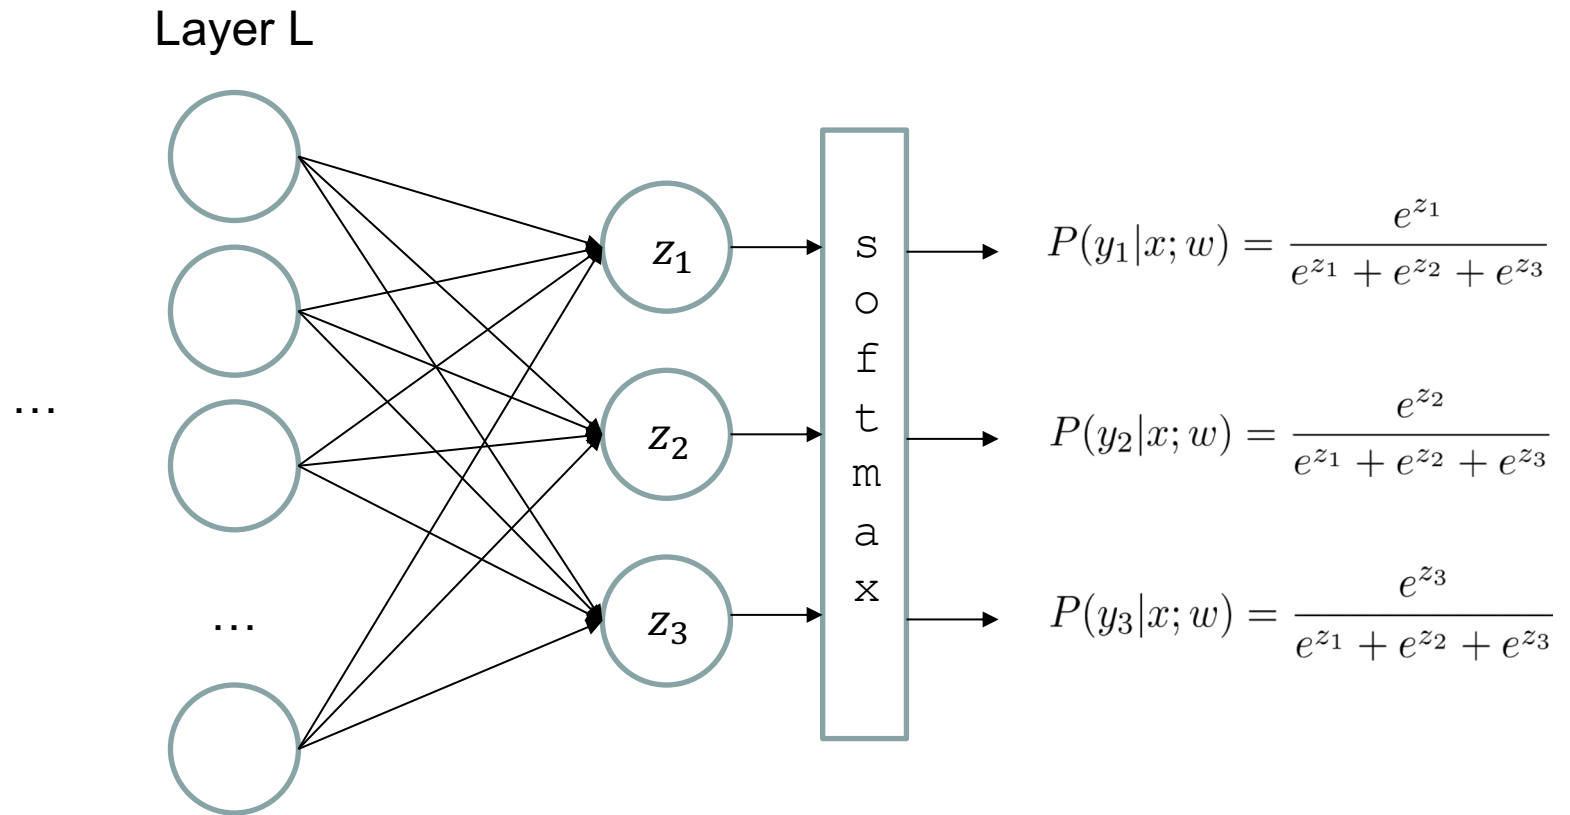 Layer L
…
…
z₁
z₂
z₃
s
o
f
t
m
a
x
P(y₁|x; w) = e^{z₁} / (e^{z₁} + e^{z₂} + e^{z₃})
P(y₂|x; w) = e^{z₂} / (e^{z₁} + e^{z₂} + e^{z₃})
P(y₃|x; w) = e^{z₃} / (e^{z₁} + e^{z₂} + e^{z₃})